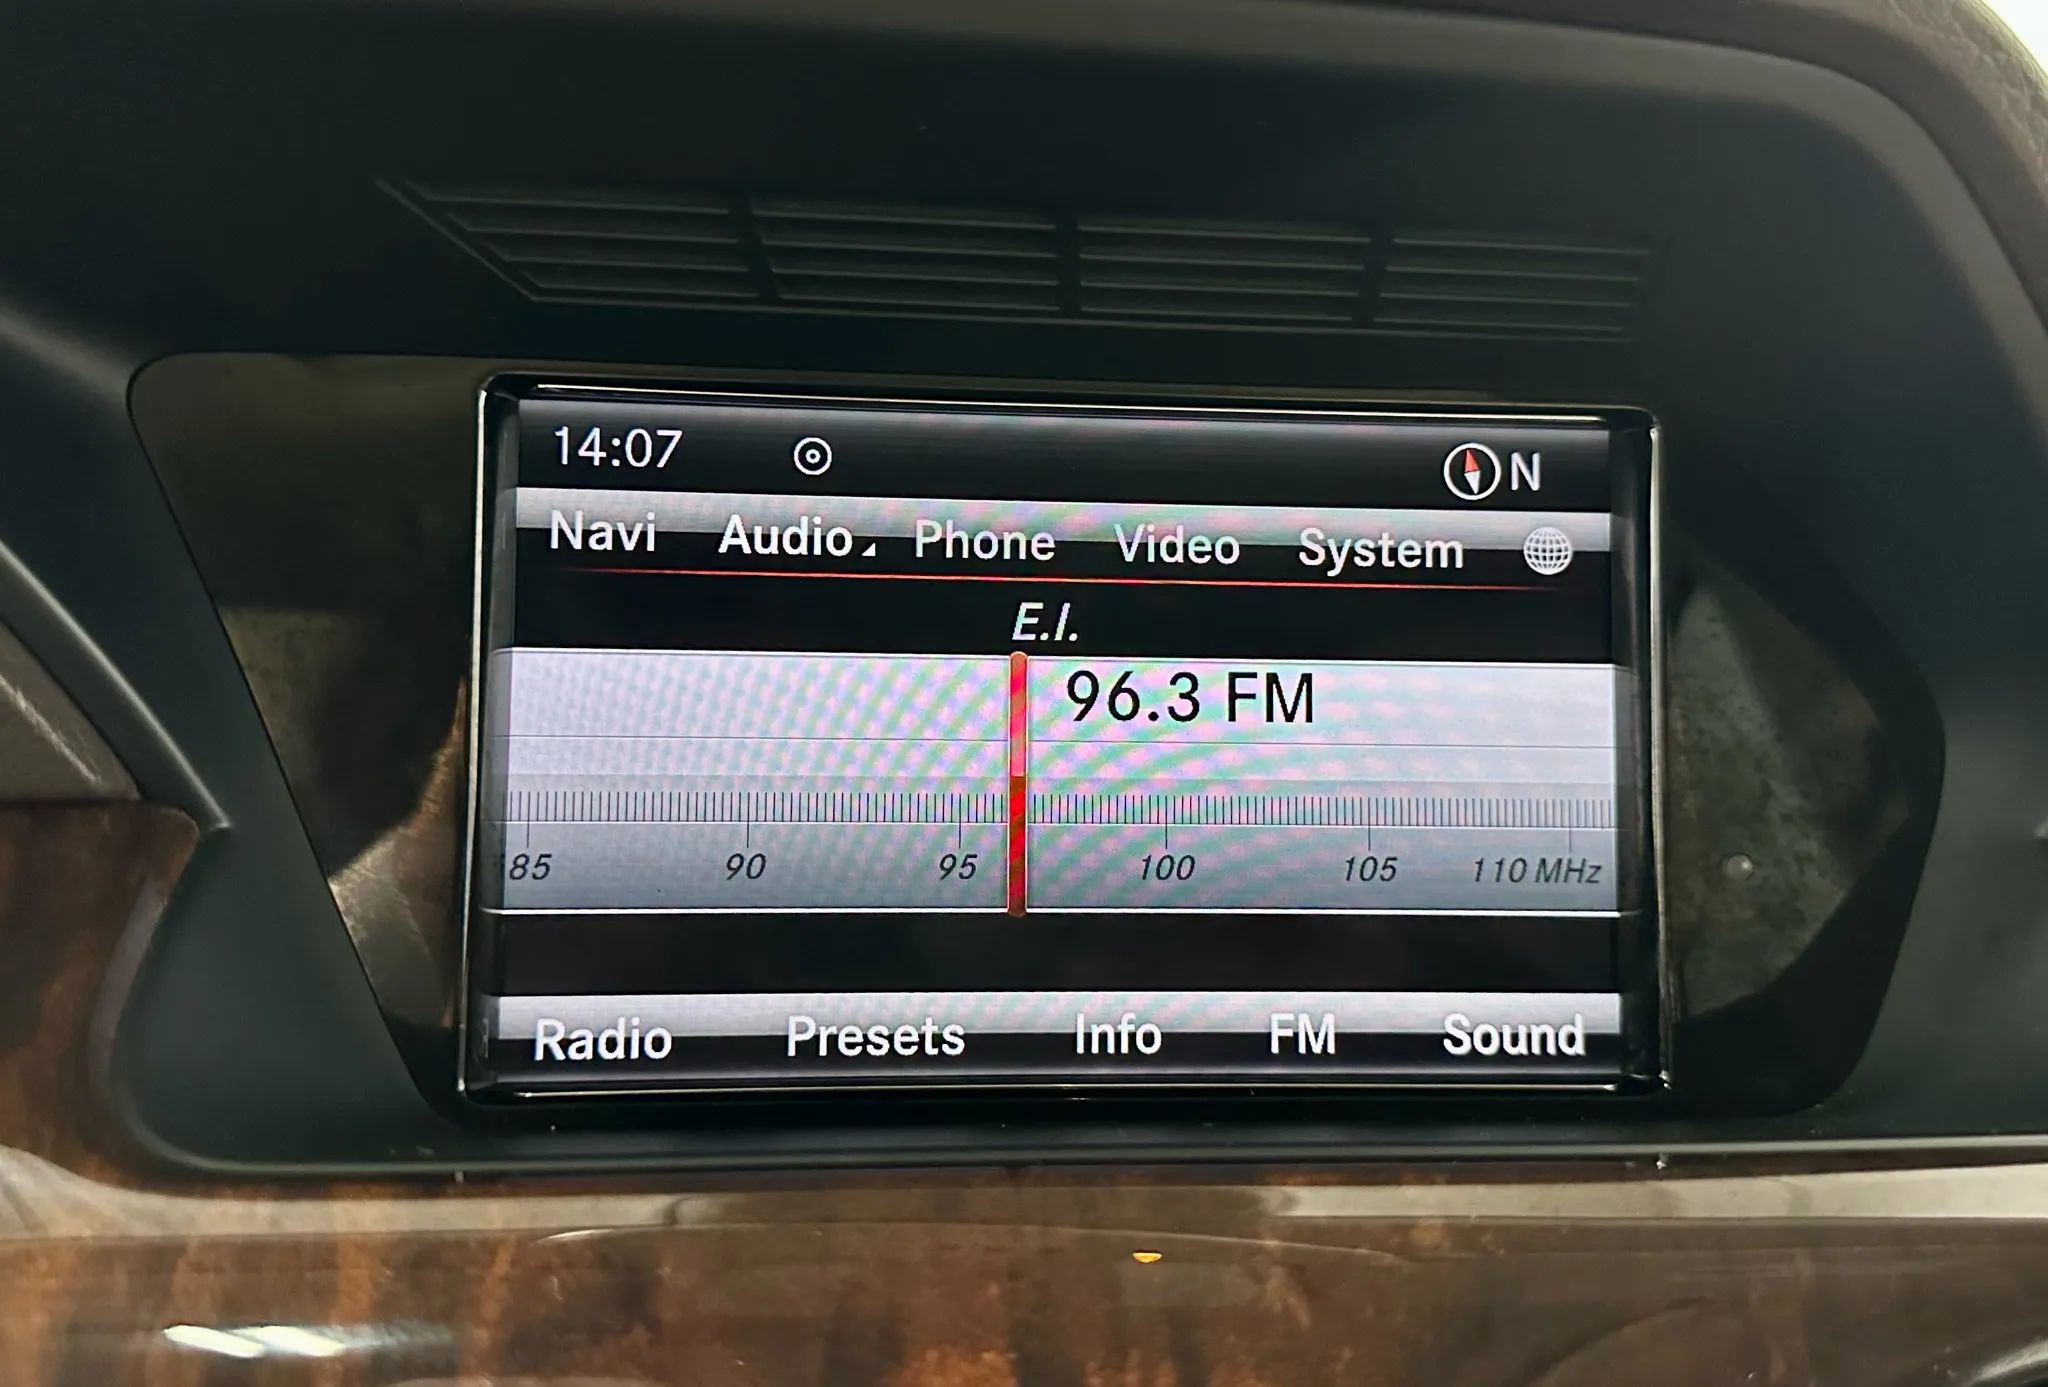 14:07 N
Navi Audio Phone Video System
E.I.
96.3 FM
85 90 95 100 105 110 MHz
Radio Presets Info FM Sound